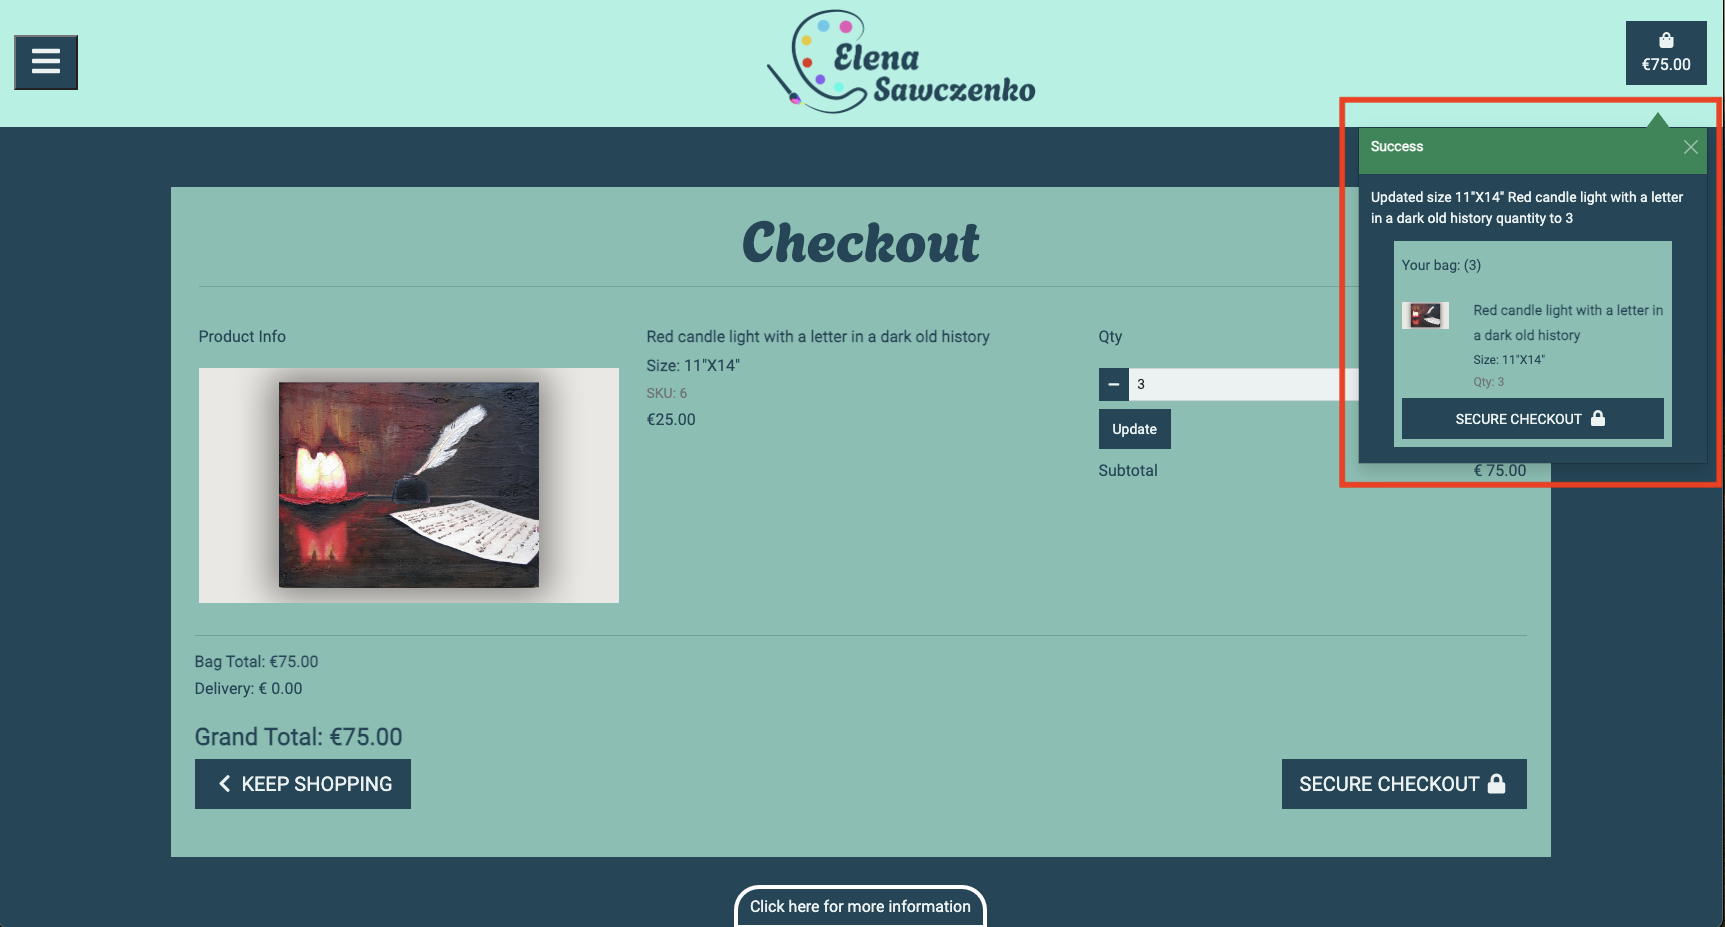 Elena
Sawczenko
€75.00
Success
Updated size 11"X14" Red candle light with a letter
in a dark old history quantity to 3
Your bag: (3)
Red candle light with a letter in
a dark old history
Size: 11"X14"
Qty: 3
SECURE CHECKOUT
Checkout
Product Info
Red candle light with a letter in a dark old history
Size: 11"X14"
SKU: 6
€25.00
Qty
3
Update
Subtotal
€ 75.00
Bag Total: €75.00
Delivery: € 0.00
Grand Total: €75.00
KEEP SHOPPING
SECURE CHECKOUT
Click here for more information